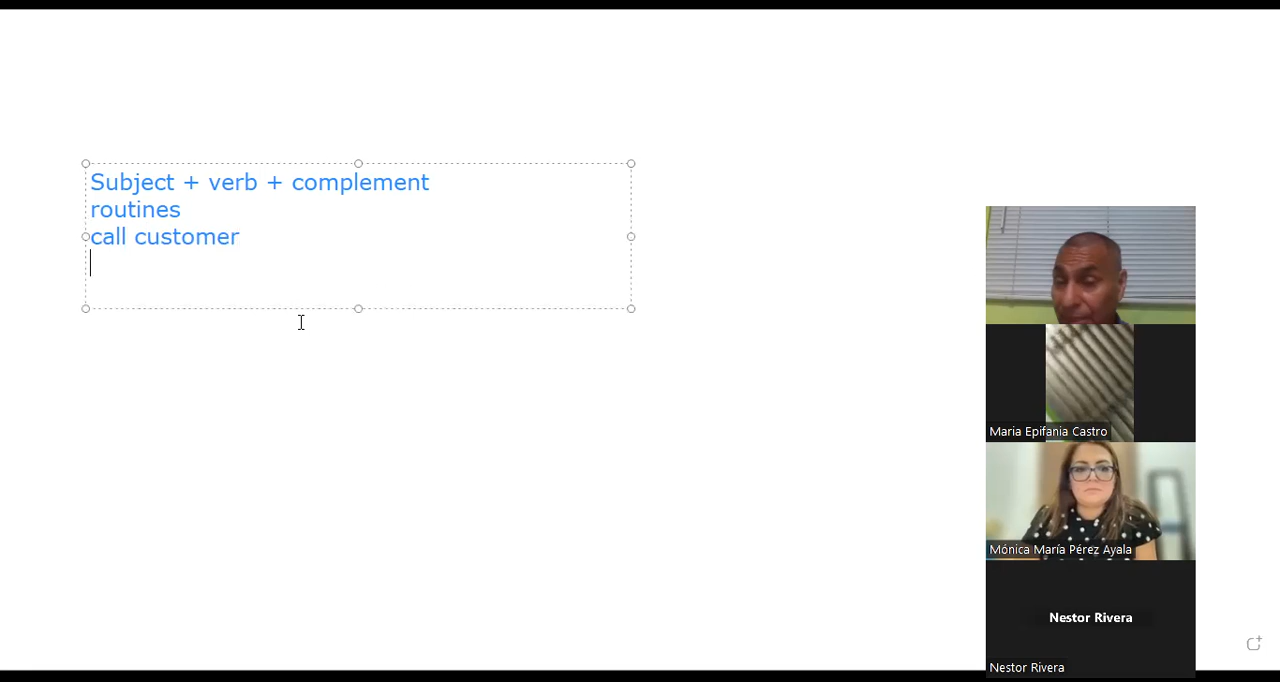 Subject + verb + complement
routines
call customer
Maria Epifania Castro
Mónica María Pérez Ayala
Nestor Rivera
Nestor Rivera